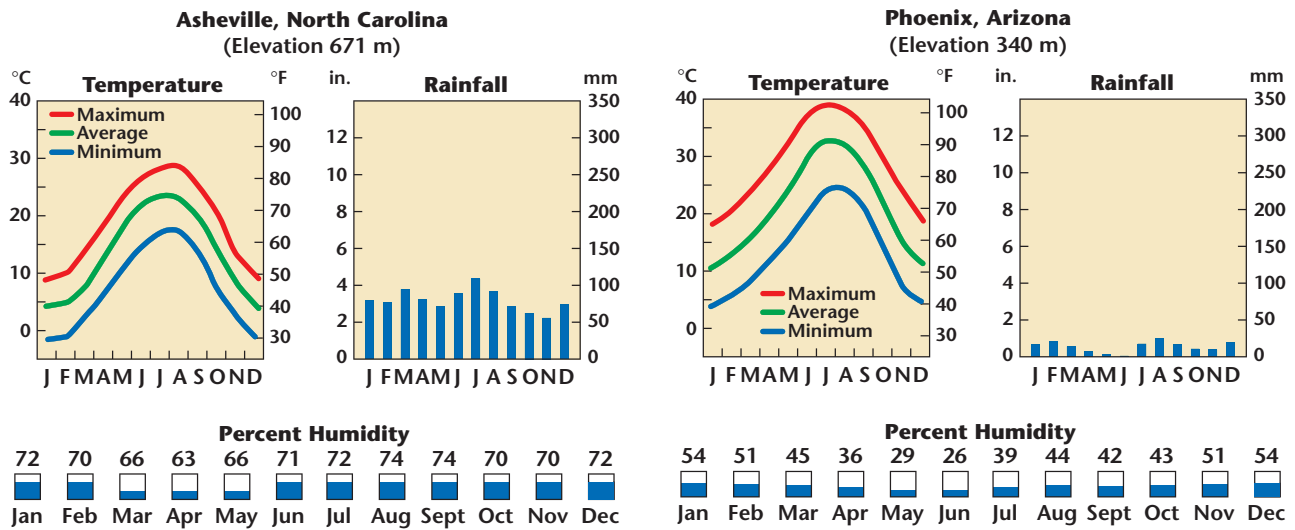 Asheville, North Carolina
(Elevation 671 m)
°C Temperature °F
40
30
20
10
0
100
90
80
70
60
50
40
30
Maximum
Average
Minimum
J F M A M J J A S O N D
in. Rainfall mm
12
10
8
6
4
2
0
350
300
250
200
150
100
50
0
J F M A M J J A S O N D
Percent Humidity
72 70 66 63 66 71 72 74 74 70 70 72
Jan Feb Mar Apr May Jun Jul Aug Sept Oct Nov Dec
Phoenix, Arizona
(Elevation 340 m)
°C Temperature °F
40
30
20
10
0
100
90
80
70
60
50
40
30
Maximum
Average
Minimum
J F M A M J J A S O N D
in. Rainfall mm
12
10
8
6
4
2
0
350
300
250
200
150
100
50
0
J F M A M J J A S O N D
Percent Humidity
54 51 45 36 29 26 39 44 42 43 51 54
Jan Feb Mar Apr May Jun Jul Aug Sept Oct Nov Dec